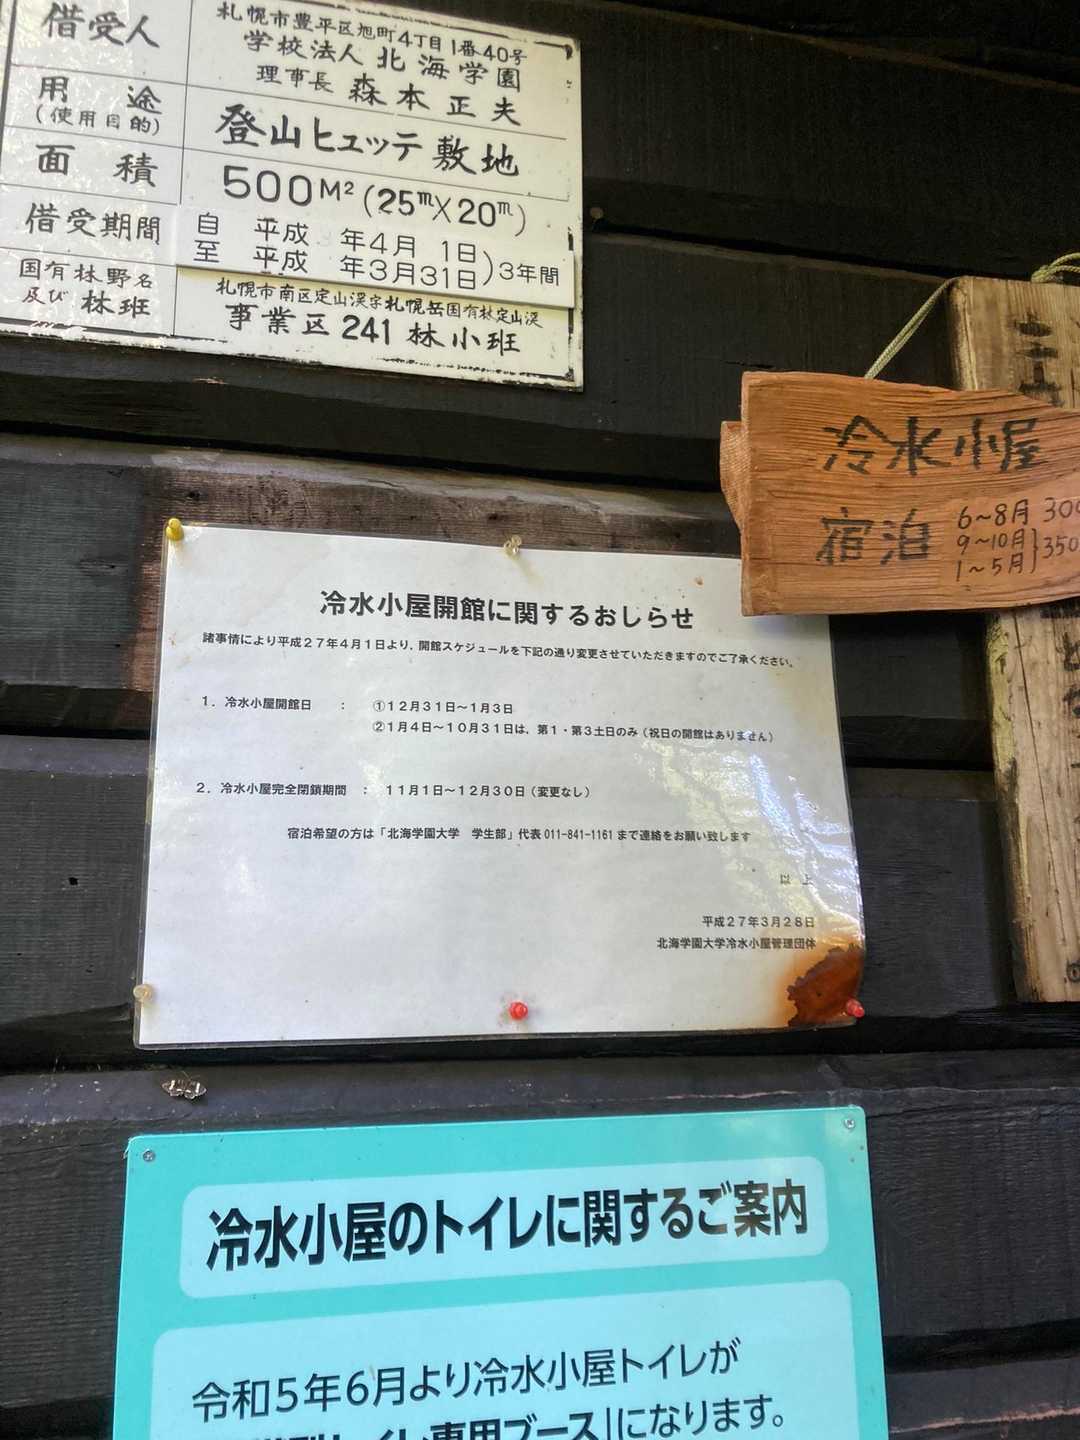 借受人
札幌市豊平区旭町4丁目1番40号
学校法人 北海学園
理事長 森本正夫
用途
(使用目的)
登山ヒュッテ敷地
面積
500M² (25m×20m)
借受期間
自 平成 年4月 1日
至 平成 年3月31日
3年間
国有林野名
及び 林班
札幌市南区定山渓字札幌岳国有林定山渓
事業区 241 林小班
冷水小屋
宿泊
6~8月 300
9~10月
1~5月
350
冷水小屋開館に関するおしらせ
諸事情により平成27年4月1日より、開館スケジュールを下記の通り変更させていただきますのでご了承ください。
1. 冷水小屋開館日 : ①12月31日~1月3日
②1月4日~10月31日は、第1・第3土日のみ(祝日の開館はありません)
2. 冷水小屋完全閉鎖期間 : 11月1日~12月30日(変更なし)
宿泊希望の方は「北海学園大学 学生部」代表 011-841-1161 まで連絡をお願い致します
以上
平成27年3月28日
北海学園大学冷水小屋管理団体
冷水小屋のトイレに関するご案内
令和5年6月より冷水小屋トイレが
トイレ専用ブース」になります。